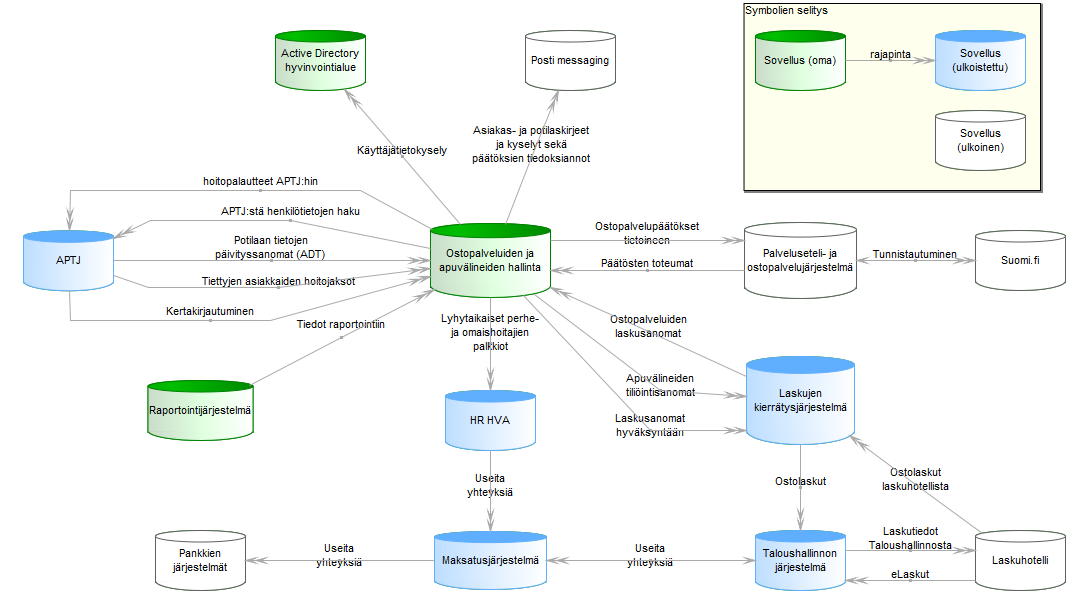 Symbolien selitys
Active Directory
hyvinvointialue
Posti messaging
Sovellus (oma)
rajapinta
Sovellus
(ulkoistettu)
Sovellus
(ulkoinen)
Käyttäjätietokysely
Asiakas- ja potilaskirjeet
ja kyselyt sekä
päätöksien tiedoksiannot
hoitopalautteet APTJ:hin
APTJ:stä henkilötietojen haku
Potilaan tietojen
päivityssanomat (ADT)
APTJ
Tiettyjen asiakkaiden hoitojaksot
Kertakirjautuminen
Tiedot raportointiin
Ostopalveluiden ja
apuvälineiden hallinta
Ostopalvelupäätökset
tietoineen
Päätösten toteumat
Palveluseteli- ja
ostopalvelujärjestelmä
Tunnistautuminen
Suomi.fi
Lyhytaikaiset perhe-
ja omaishoitajien
palkkiot
Ostopalveluiden
laskusanomat
Apuvälineiden
tiliöintisanomat
Laskusanomat
hyväksyntään
Laskujen
kierrätysjärjestelmä
Raportointijärjestelmä
HR HVA
Useita
yhteyksiä
Ostolaskut
Ostolaskut
laskuhotellista
Pankkien
järjestelmät
Useita
yhteyksiä
Maksatusjärjestelmä
Useita
yhteyksiä
Taloushallinnon
järjestelmä
Laskutiedot
Taloushallinnosta
eLaskut
Laskuhotelli